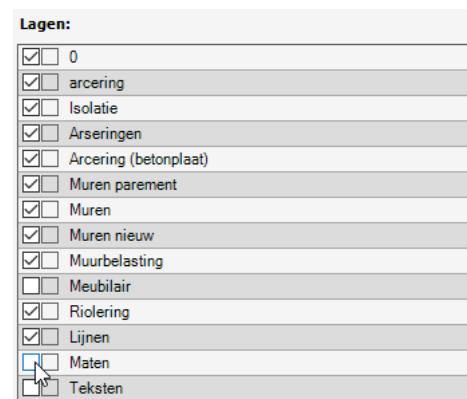 Lagen:
0
arcering
Isolatie
Arseringen
Arcering (betonplaat)
Muren parement
Muren
Muren nieuw
Muurbelasting
Meubilair
Riolering
Lijnen
Maten
Teksten